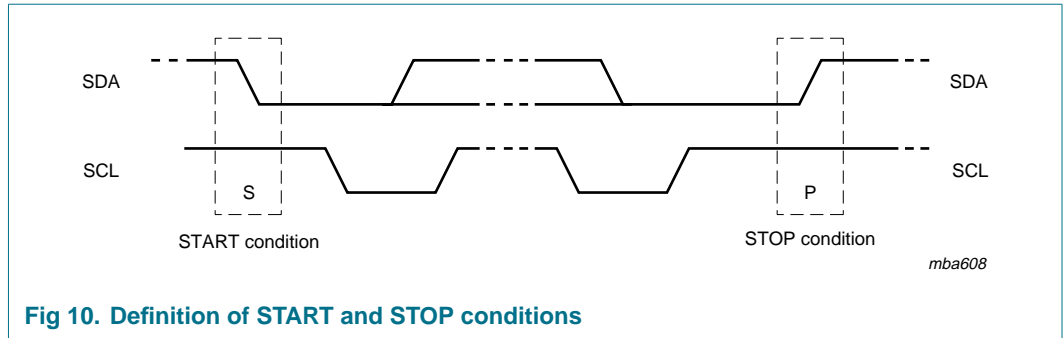 SDA
SDA
SCL
SCL
S
P
START condition
STOP condition
mba608
Fig 10. Definition of START and STOP conditions